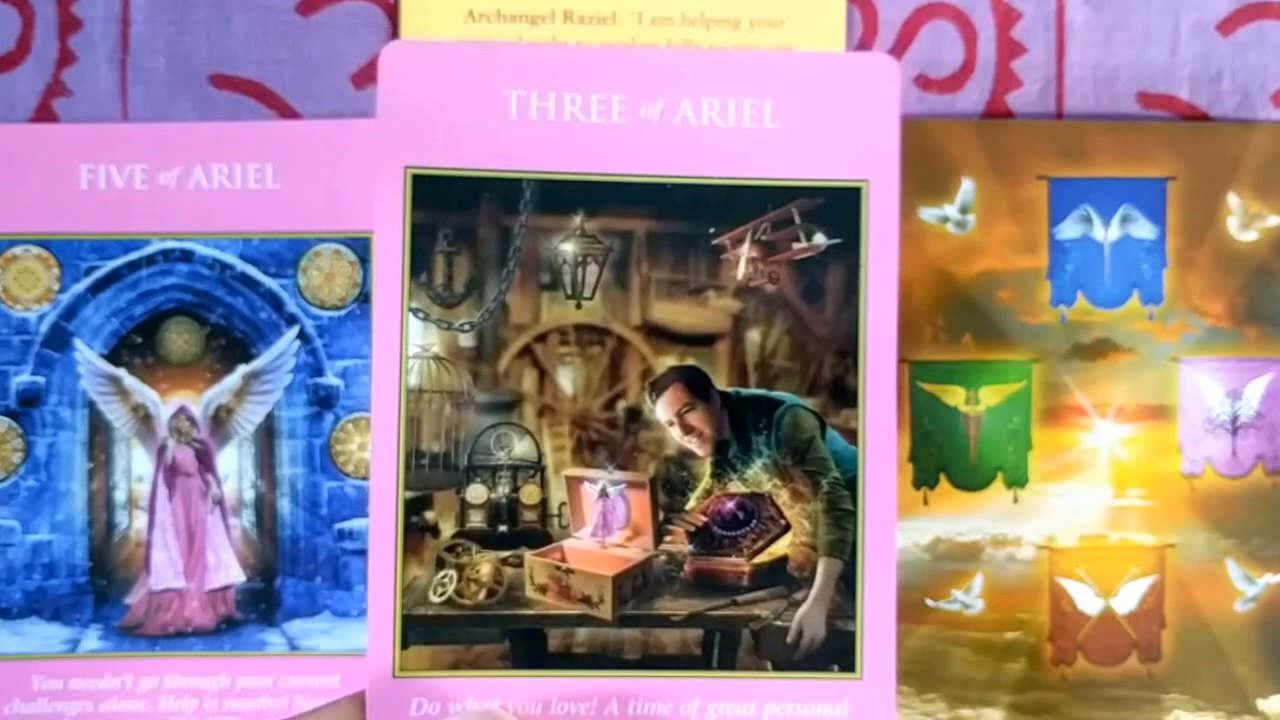 Archangel Raziel: "I am helping your
THREE of ARIEL
FIVE of ARIEL
Do what you love! A time of great personal
You needn't go through your current
challenges alone. Help is nearby!